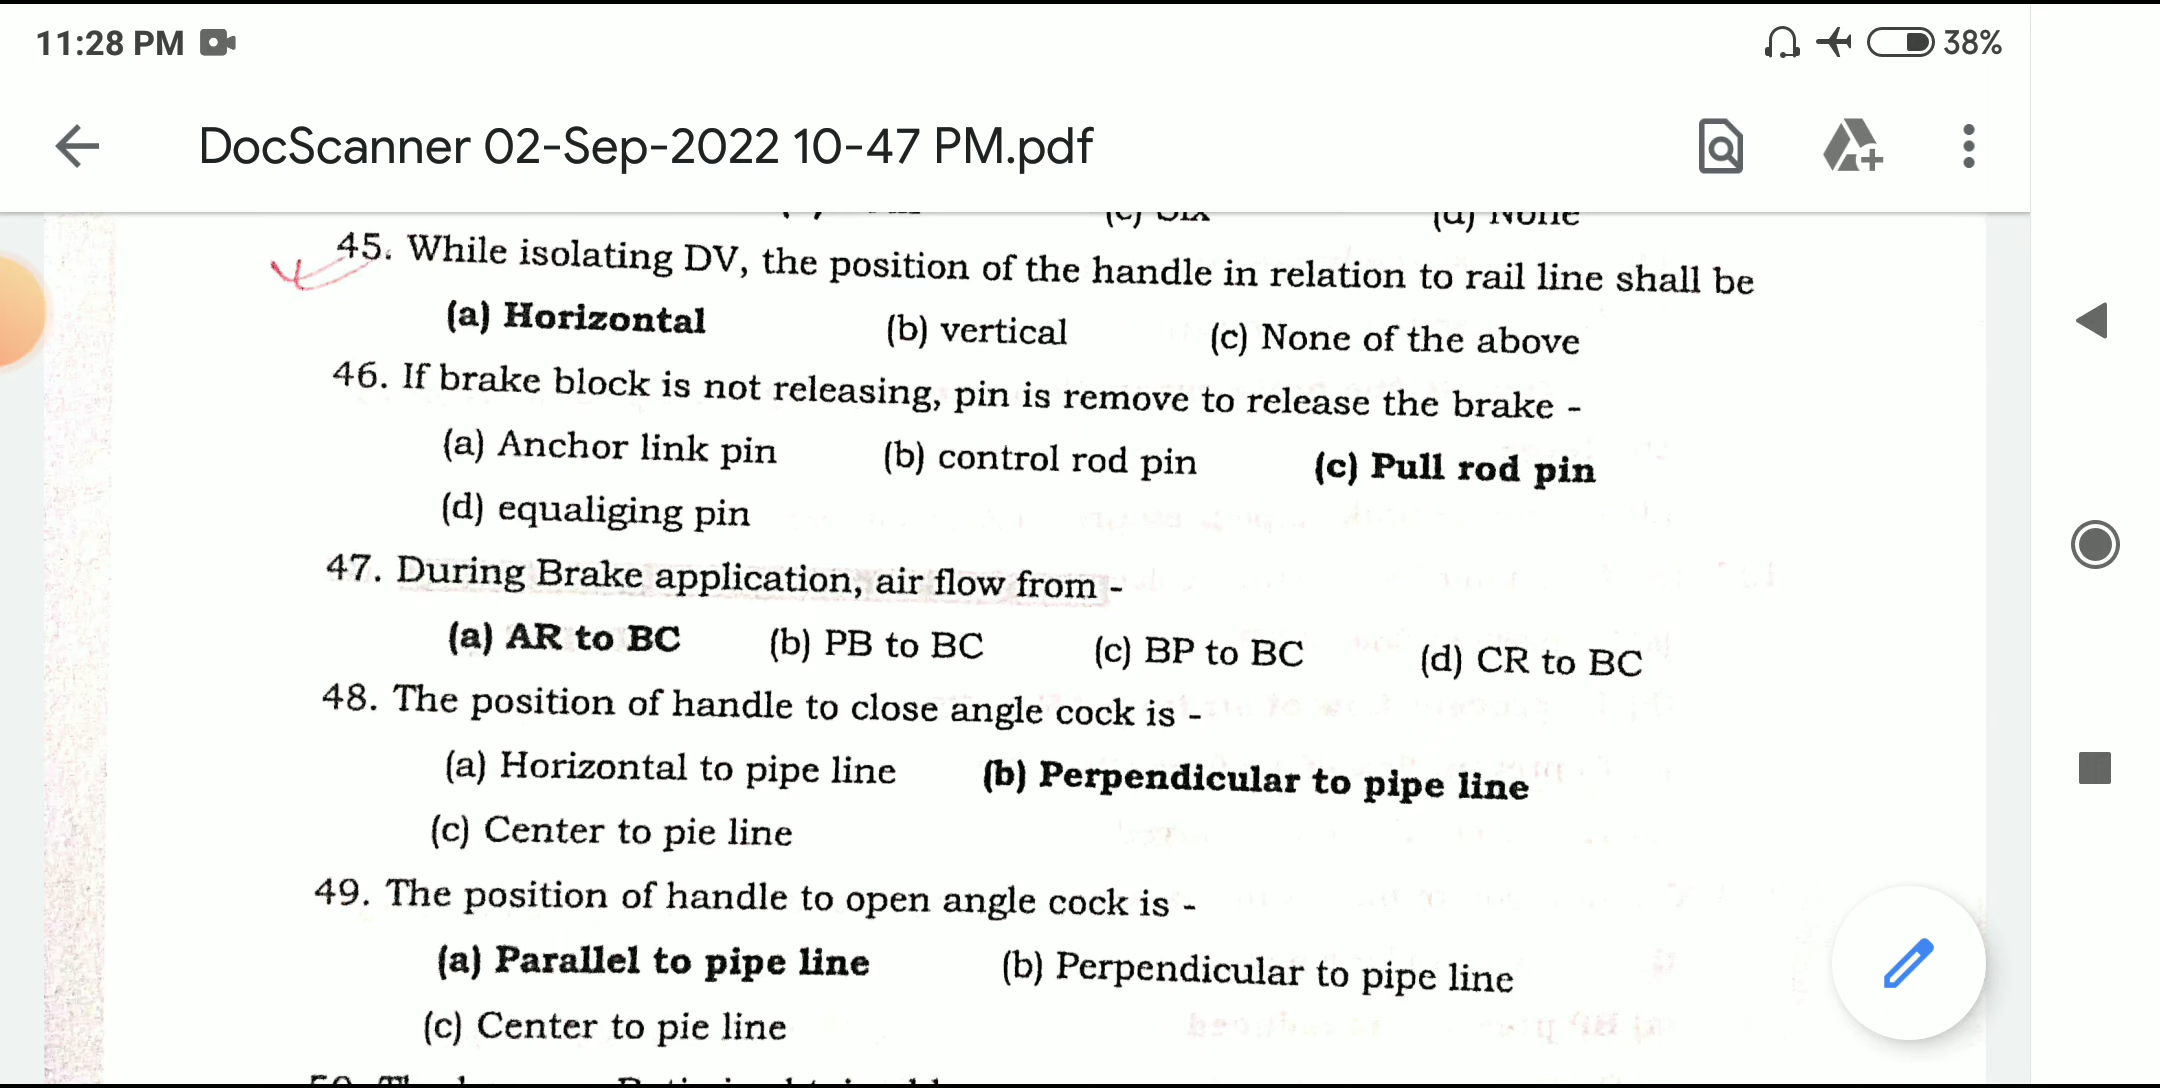 11:28 PM 38%
DocScanner 02-Sep-2022 10-47 PM.pdf
(c) Six (d) None
45. While isolating DV, the position of the handle in relation to rail line shall be
(a) Horizontal (b) vertical (c) None of the above
46. If brake block is not releasing, pin is remove to release the brake -
(a) Anchor link pin (b) control rod pin (c) Pull rod pin
(d) equaliging pin
47. During Brake application, air flow from -
(a) AR to BC (b) PB to BC (c) BP to BC (d) CR to BC
48. The position of handle to close angle cock is -
(a) Horizontal to pipe line (b) Perpendicular to pipe line
(c) Center to pie line
49. The position of handle to open angle cock is -
(a) Parallel to pipe line (b) Perpendicular to pipe line
(c) Center to pie line